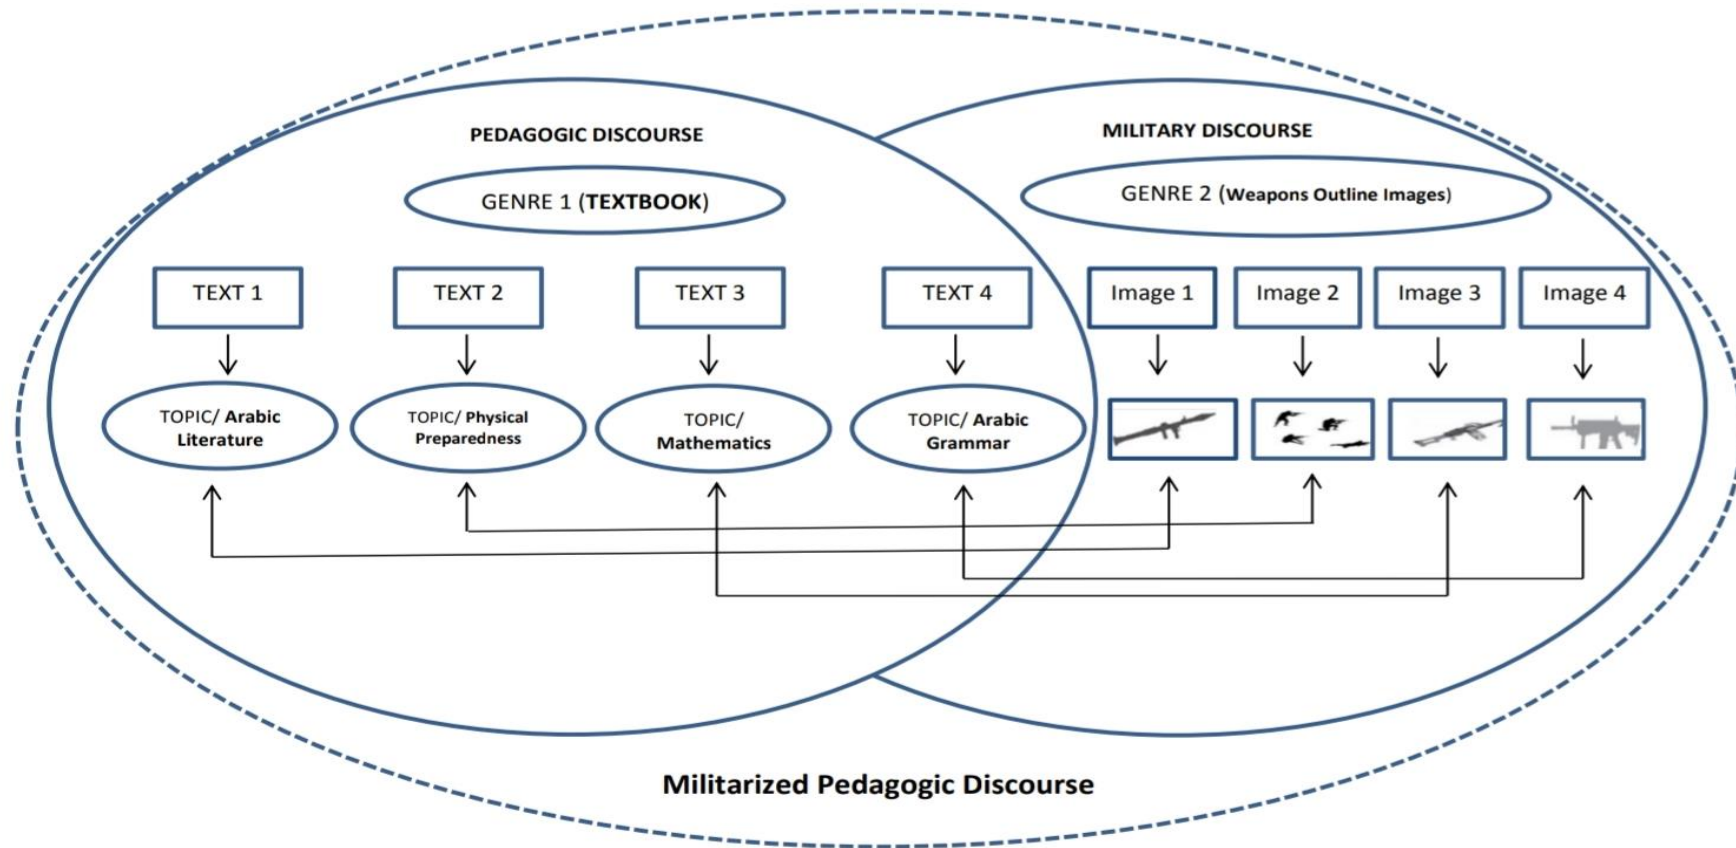 PEDAGOGIC DISCOURSE
MILITARY DISCOURSE
GENRE 1 (TEXTBOOK)
GENRE 2 (Weapons Outline Images)
TEXT 1
TEXT 2
TEXT 3
TEXT 4
Image 1
Image 2
Image 3
Image 4
TOPIC/ Arabic
Literature
TOPIC/ Physical
Preparedness
TOPIC/
Mathematics
TOPIC/ Arabic
Grammar
Militarized Pedagogic Discourse